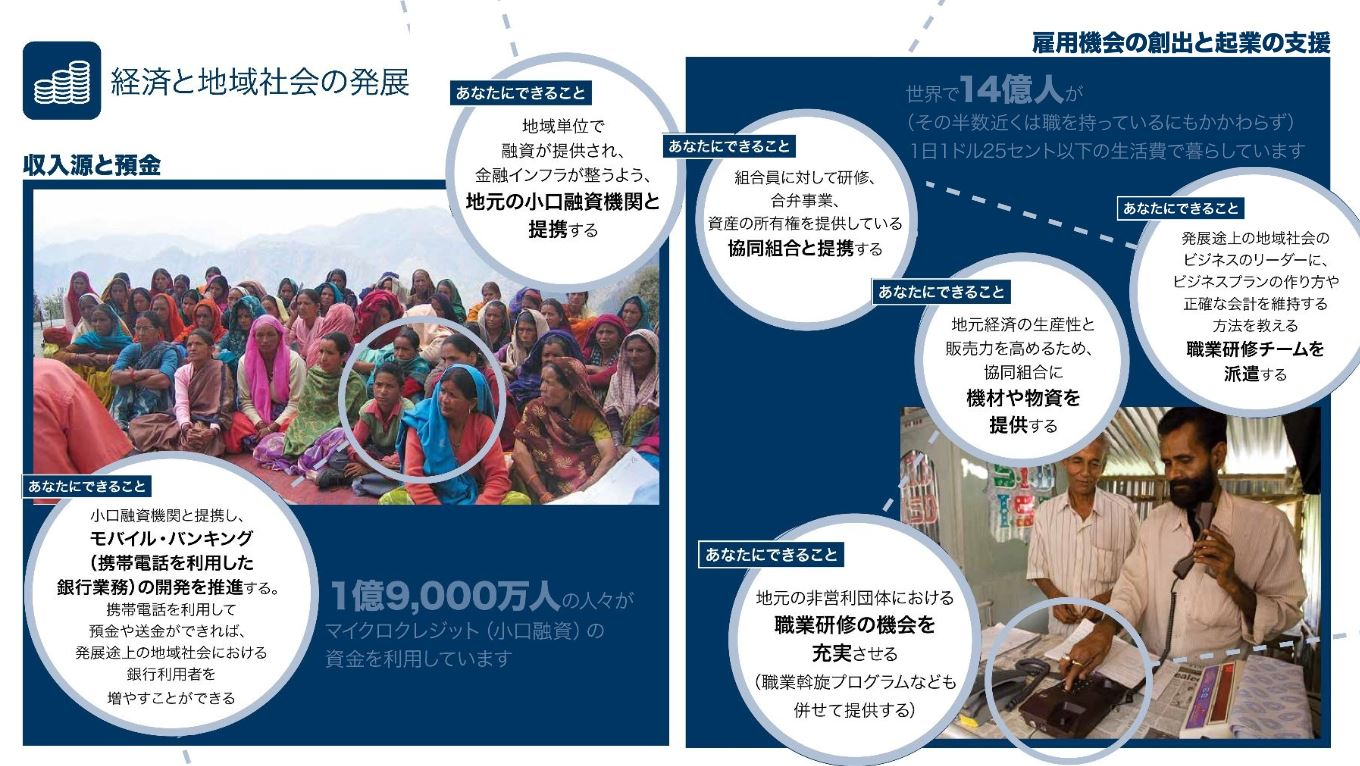 経済と地域社会の発展
収入源と預金
あなたにできること
地域単位で
融資が提供され、
金融インフラが整うよう、
地元の小口融資機関と
提携する
あなたにできること
小口融資機関と提携し、
モバイル・バンキング
（携帯電話を利用した
銀行業務）の開発を推進する。
携帯電話を利用して
預金や送金ができれば、
発展途上の地域社会における
銀行利用者を
増やすことができる
1億9,000万人の人々が
マイクロクレジット（小口融資）の
資金を利用しています
雇用機会の創出と起業の支援
世界で14億人が
（その半数近くは職を持っているにもかかわらず）
1日1ドル25セント以下の生活費で暮らしています
あなたにできること
組合員に対して研修、
合弁事業、
資産の所有権を提供している
協同組合と提携する
あなたにできること
発展途上の地域社会の
ビジネスのリーダーに、
ビジネスプランの作り方や
正確な会計を維持する
方法を教える
職業研修チームを
派遣する
あなたにできること
地元経済の生産性と
販売力を高めるため、
協同組合に
機材や物資を
提供する
あなたにできること
地元の非営利団体における
職業研修の機会を
充実させる
（職業斡旋プログラムなども
併せて提供する）